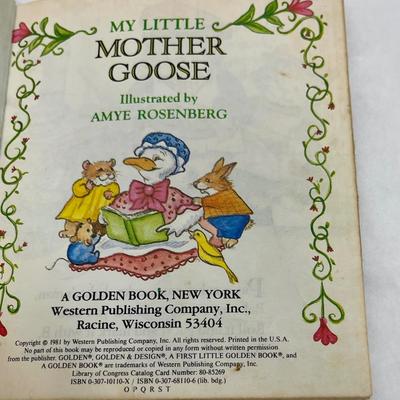 MY LITTLE
MOTHER
GOOSE
Illustrated by
AMYE ROSENBERG
A GOLDEN BOOK, NEW YORK
Western Publishing Company, Inc.,
Racine, Wisconsin 53404
Copyright © 1981 by Western Publishing Company, Inc. All rights reserved. Printed in the U.S.A.
No part of this book may be reproduced or copied in any form without written permission
from the publisher. GOLDEN®, GOLDEN & DESIGN®, A FIRST LITTLE GOLDEN BOOK®, and
A GOLDEN BOOK® are trademarks of Western Publishing Company, Inc.
Library of Congress Catalog Card Number: 80-85269
ISBN 0-307-10110-X / ISBN 0-307-68110-6 (lib. bdg.)
O P Q R S T